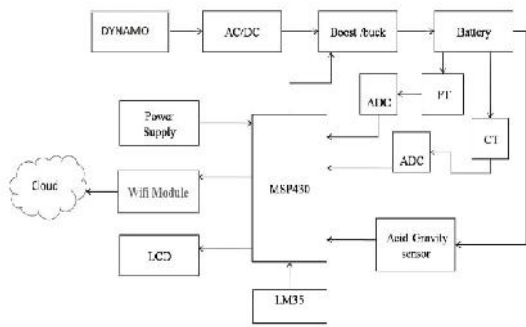 DYNAMO
AC/DC
Boost /buck
Battery
ADC
PT
Power
Supply
ADC
CT
Cloud
Wifi Module
MSP430
LCD
Acid Gravity
sensor
LM35